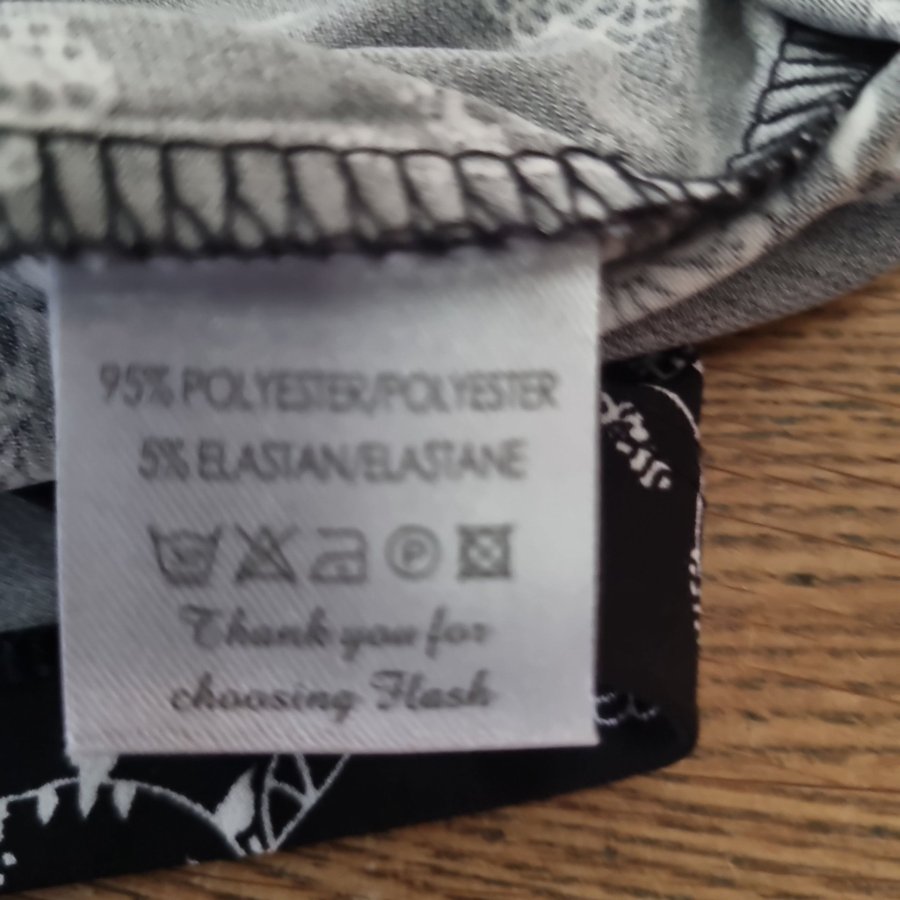 95% POLYESTER/POLYESTER
5% ELASTAN/ELASTANE
P
Thank you for
choosing Flash